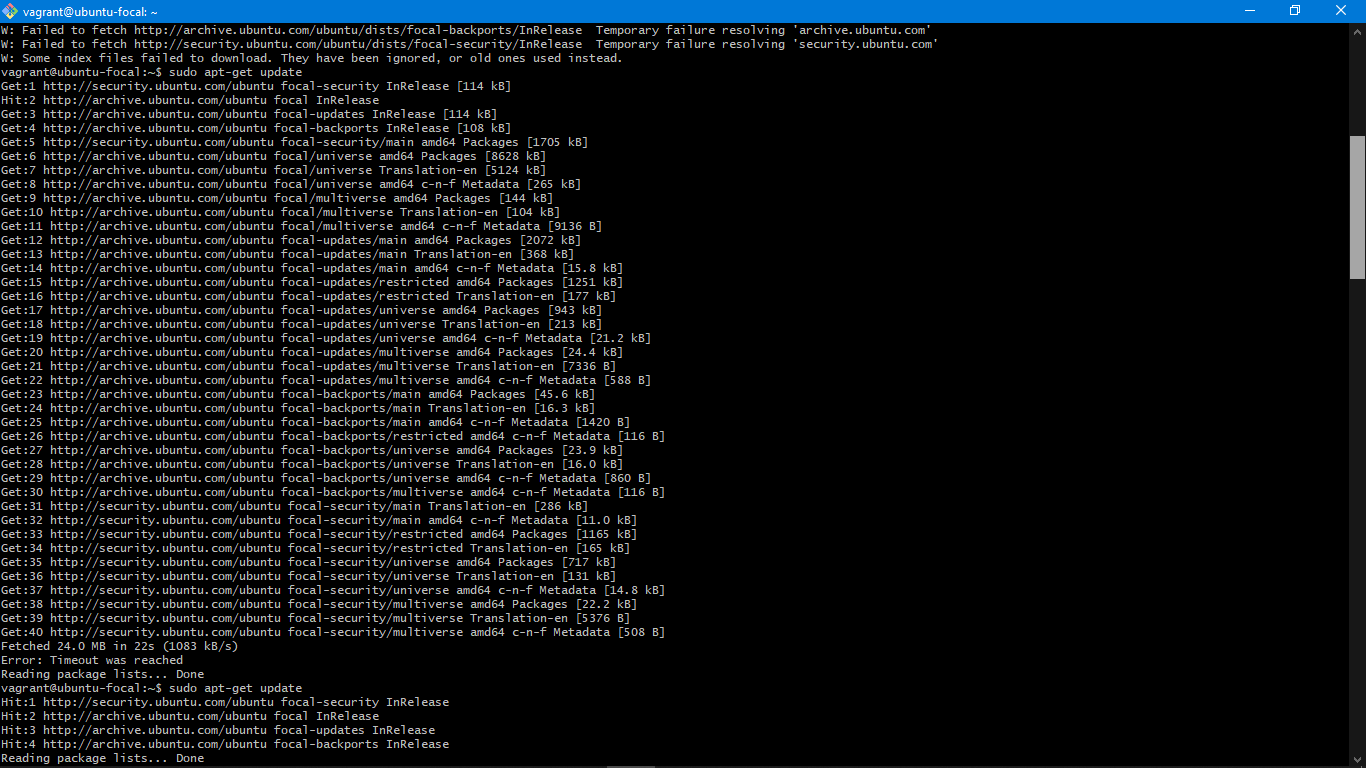 vagrant@ubuntu-focal: ~
W: Failed to fetch http://archive.ubuntu.com/ubuntu/dists/focal-backports/InRelease  Temporary failure resolving 'archive.ubuntu.com'
W: Failed to fetch http://security.ubuntu.com/ubuntu/dists/focal-security/InRelease  Temporary failure resolving 'security.ubuntu.com'
W: Some index files failed to download. They have been ignored, or old ones used instead.
vagrant@ubuntu-focal:~$ sudo apt-get update
Get:1 http://security.ubuntu.com/ubuntu focal-security InRelease [114 kB]
Hit:2 http://archive.ubuntu.com/ubuntu focal InRelease
Get:3 http://archive.ubuntu.com/ubuntu focal-updates InRelease [114 kB]
Get:4 http://archive.ubuntu.com/ubuntu focal-backports InRelease [108 kB]
Get:5 http://security.ubuntu.com/ubuntu focal-security/main amd64 Packages [1705 kB]
Get:6 http://archive.ubuntu.com/ubuntu focal/universe amd64 Packages [8628 kB]
Get:7 http://archive.ubuntu.com/ubuntu focal/universe Translation-en [5124 kB]
Get:8 http://archive.ubuntu.com/ubuntu focal/universe amd64 c-n-f Metadata [265 kB]
Get:9 http://archive.ubuntu.com/ubuntu focal/multiverse amd64 Packages [144 kB]
Get:10 http://archive.ubuntu.com/ubuntu focal/multiverse Translation-en [104 kB]
Get:11 http://archive.ubuntu.com/ubuntu focal/multiverse amd64 c-n-f Metadata [9136 B]
Get:12 http://archive.ubuntu.com/ubuntu focal-updates/main amd64 Packages [2072 kB]
Get:13 http://archive.ubuntu.com/ubuntu focal-updates/main Translation-en [368 kB]
Get:14 http://archive.ubuntu.com/ubuntu focal-updates/main amd64 c-n-f Metadata [15.8 kB]
Get:15 http://archive.ubuntu.com/ubuntu focal-updates/restricted amd64 Packages [1251 kB]
Get:16 http://archive.ubuntu.com/ubuntu focal-updates/restricted Translation-en [177 kB]
Get:17 http://archive.ubuntu.com/ubuntu focal-updates/universe amd64 Packages [943 kB]
Get:18 http://archive.ubuntu.com/ubuntu focal-updates/universe Translation-en [213 kB]
Get:19 http://archive.ubuntu.com/ubuntu focal-updates/universe amd64 c-n-f Metadata [21.2 kB]
Get:20 http://archive.ubuntu.com/ubuntu focal-updates/multiverse amd64 Packages [24.4 kB]
Get:21 http://archive.ubuntu.com/ubuntu focal-updates/multiverse Translation-en [7336 B]
Get:22 http://archive.ubuntu.com/ubuntu focal-updates/multiverse amd64 c-n-f Metadata [588 B]
Get:23 http://archive.ubuntu.com/ubuntu focal-backports/main amd64 Packages [45.6 kB]
Get:24 http://archive.ubuntu.com/ubuntu focal-backports/main Translation-en [16.3 kB]
Get:25 http://archive.ubuntu.com/ubuntu focal-backports/main amd64 c-n-f Metadata [1420 B]
Get:26 http://archive.ubuntu.com/ubuntu focal-backports/restricted amd64 c-n-f Metadata [116 B]
Get:27 http://archive.ubuntu.com/ubuntu focal-backports/universe amd64 Packages [23.9 kB]
Get:28 http://archive.ubuntu.com/ubuntu focal-backports/universe Translation-en [16.0 kB]
Get:29 http://archive.ubuntu.com/ubuntu focal-backports/universe amd64 c-n-f Metadata [860 B]
Get:30 http://archive.ubuntu.com/ubuntu focal-backports/multiverse amd64 c-n-f Metadata [116 B]
Get:31 http://security.ubuntu.com/ubuntu focal-security/main Translation-en [286 kB]
Get:32 http://security.ubuntu.com/ubuntu focal-security/main amd64 c-n-f Metadata [11.0 kB]
Get:33 http://security.ubuntu.com/ubuntu focal-security/restricted amd64 Packages [1165 kB]
Get:34 http://security.ubuntu.com/ubuntu focal-security/restricted Translation-en [165 kB]
Get:35 http://security.ubuntu.com/ubuntu focal-security/universe amd64 Packages [717 kB]
Get:36 http://security.ubuntu.com/ubuntu focal-security/universe Translation-en [131 kB]
Get:37 http://security.ubuntu.com/ubuntu focal-security/universe amd64 c-n-f Metadata [14.8 kB]
Get:38 http://security.ubuntu.com/ubuntu focal-security/multiverse amd64 Packages [22.2 kB]
Get:39 http://security.ubuntu.com/ubuntu focal-security/multiverse Translation-en [5376 B]
Get:40 http://security.ubuntu.com/ubuntu focal-security/multiverse amd64 c-n-f Metadata [508 B]
Fetched 24.0 MB in 22s (1083 kB/s)
Error: Timeout was reached
Reading package lists... Done
vagrant@ubuntu-focal:~$ sudo apt-get update
Hit:1 http://security.ubuntu.com/ubuntu focal-security InRelease
Hit:2 http://archive.ubuntu.com/ubuntu focal InRelease
Hit:3 http://archive.ubuntu.com/ubuntu focal-updates InRelease
Hit:4 http://archive.ubuntu.com/ubuntu focal-backports InRelease
Reading package lists... Done